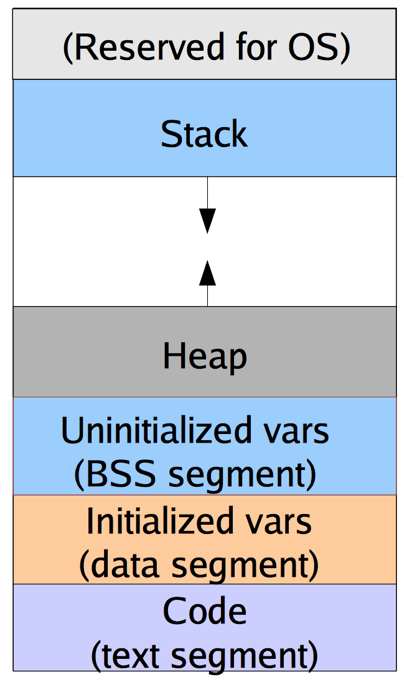 (Reserved for OS)
Stack
Heap
Uninitialized vars
(BSS segment)
Initialized vars
(data segment)
Code
(text segment)